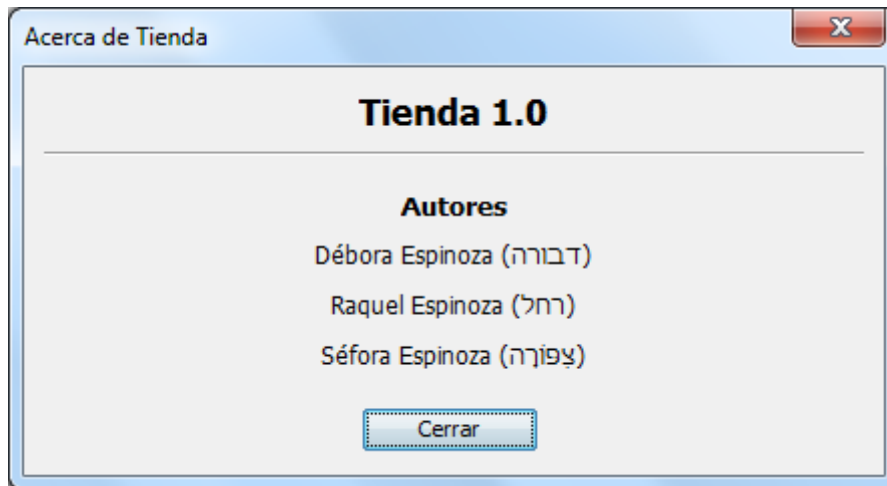 Acerca de Tienda
Tienda 1.0
Autores
Débora Espinoza (דבורה)
Raquel Espinoza (רחל)
Séfora Espinoza (צִפּוֹרָה)
Cerrar